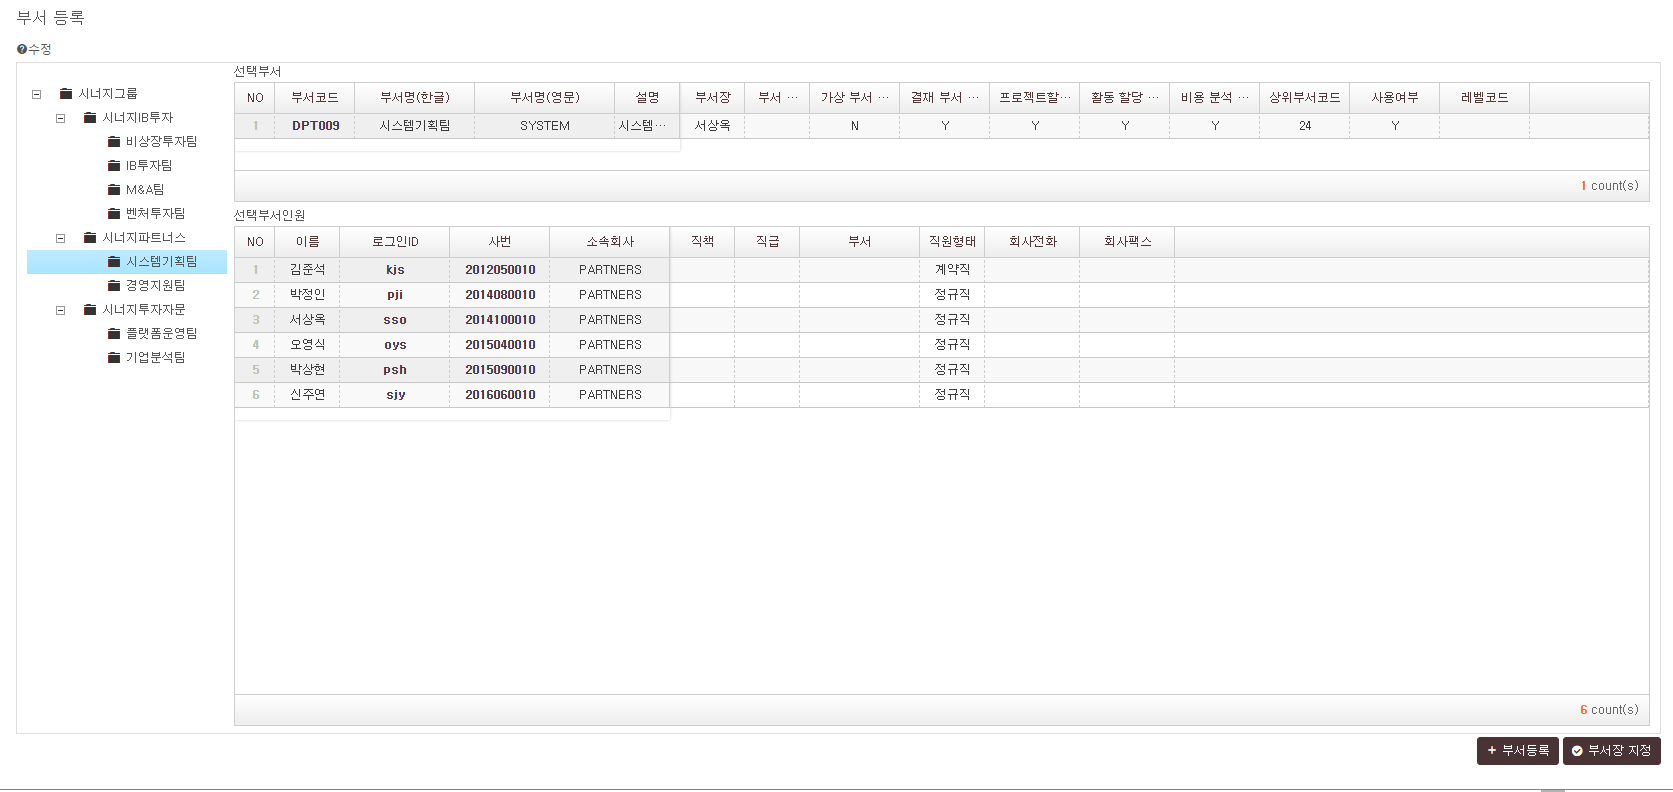 부서 등록
수정
시너지그룹
시너지IB투자
비상장투자팀
IB투자팀
M&A팀
벤처투자팀
시너지파트너스
시스템기획팀
경영지원팀
시너지투자자문
플랫폼운영팀
기업분석팀
선택부서
NO 부서코드 부서명(한글) 부서명(영문) 설명 부서장 부서 ... 가상 부서 ... 결재 부서 ... 프로젝트할... 활동 할당 ... 비용 분석 ... 상위부서코드 사용여부 레벨코드
1 DPT009 시스템기획팀 SYSTEM 시스템... 서상옥 N Y Y Y Y 24 Y
1 count(s)
선택부서인원
NO 이름 로그인ID 사번 소속회사 직책 직급 부서 직원형태 회사전화 회사팩스
1 김준석 kjs 2012050010 PARTNERS 계약직
2 박정인 pji 2014080010 PARTNERS 정규직
3 서상옥 sso 2014100010 PARTNERS 정규직
4 오영식 oys 2015040010 PARTNERS 정규직
5 박상현 psh 2015090010 PARTNERS 정규직
6 신주연 sjy 2016060010 PARTNERS 정규직
6 count(s)
+ 부서등록 부서장 지정